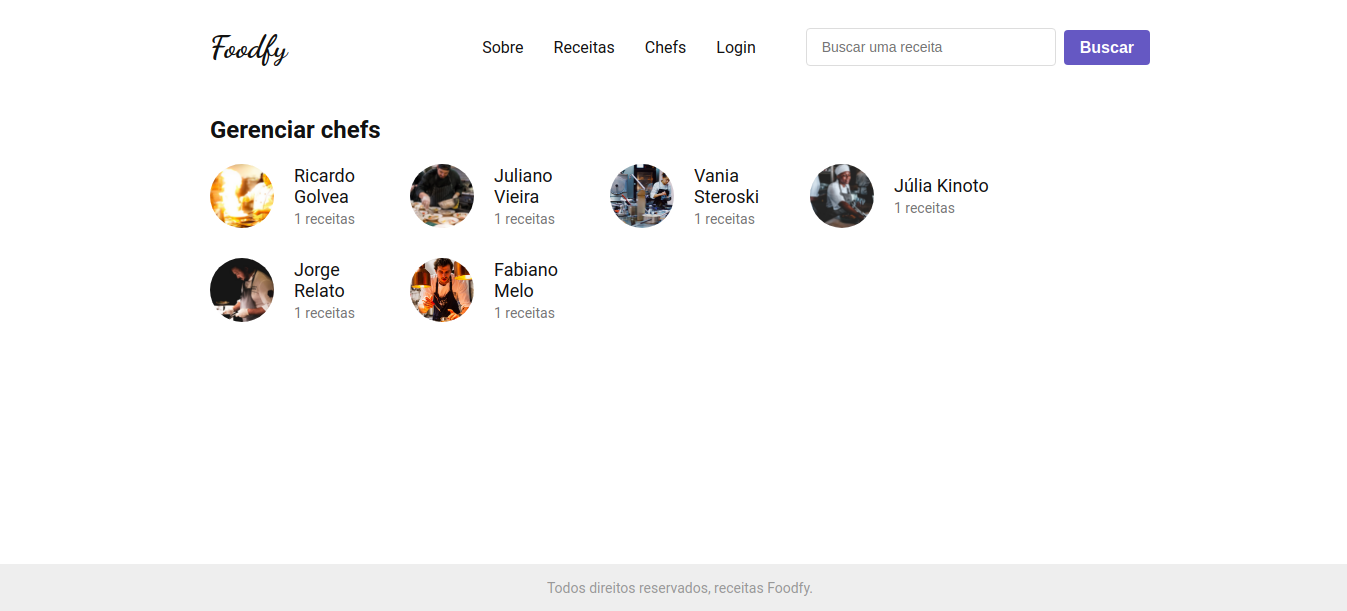 Foodfy
Sobre
Receitas
Chefs
Login
Buscar uma receita
Buscar
Gerenciar chefs
Ricardo
Golvea
1 receitas
Juliano
Vieira
1 receitas
Vania
Steroski
1 receitas
Júlia Kinoto
1 receitas
Jorge
Relato
1 receitas
Fabiano
Melo
1 receitas
Todos direitos reservados, receitas Foodfy.